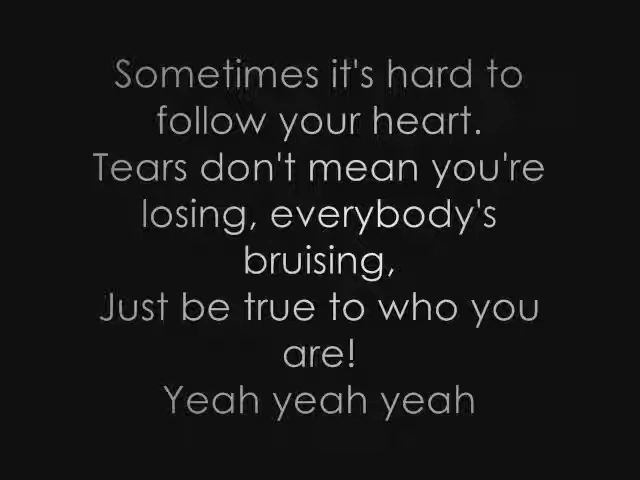 Sometimes it's hard to
follow your heart.
Tears don't mean you're
losing, everybody's
bruising,
Just be true to who you
are!
Yeah yeah yeah